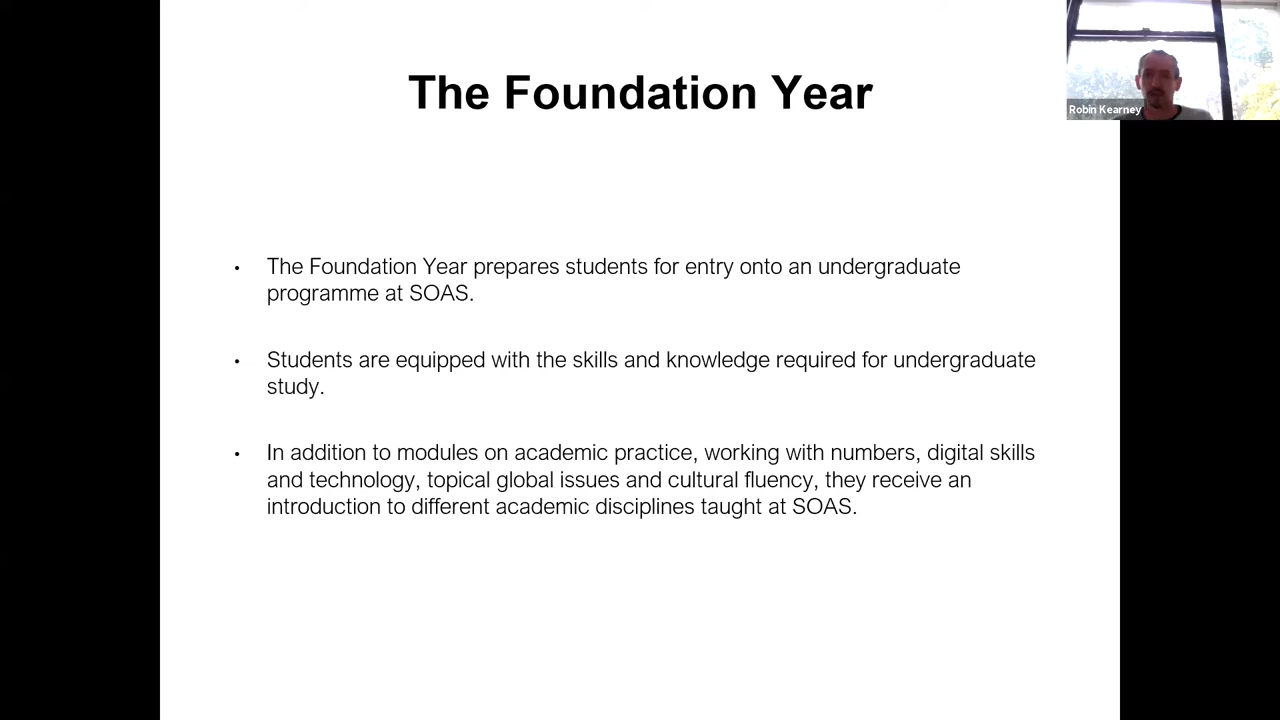 The Foundation Year
Robin Kearney
• The Foundation Year prepares students for entry onto an undergraduate
programme at SOAS.
• Students are equipped with the skills and knowledge required for undergraduate
study.
• In addition to modules on academic practice, working with numbers, digital skills
and technology, topical global issues and cultural fluency, they receive an
introduction to different academic disciplines taught at SOAS.